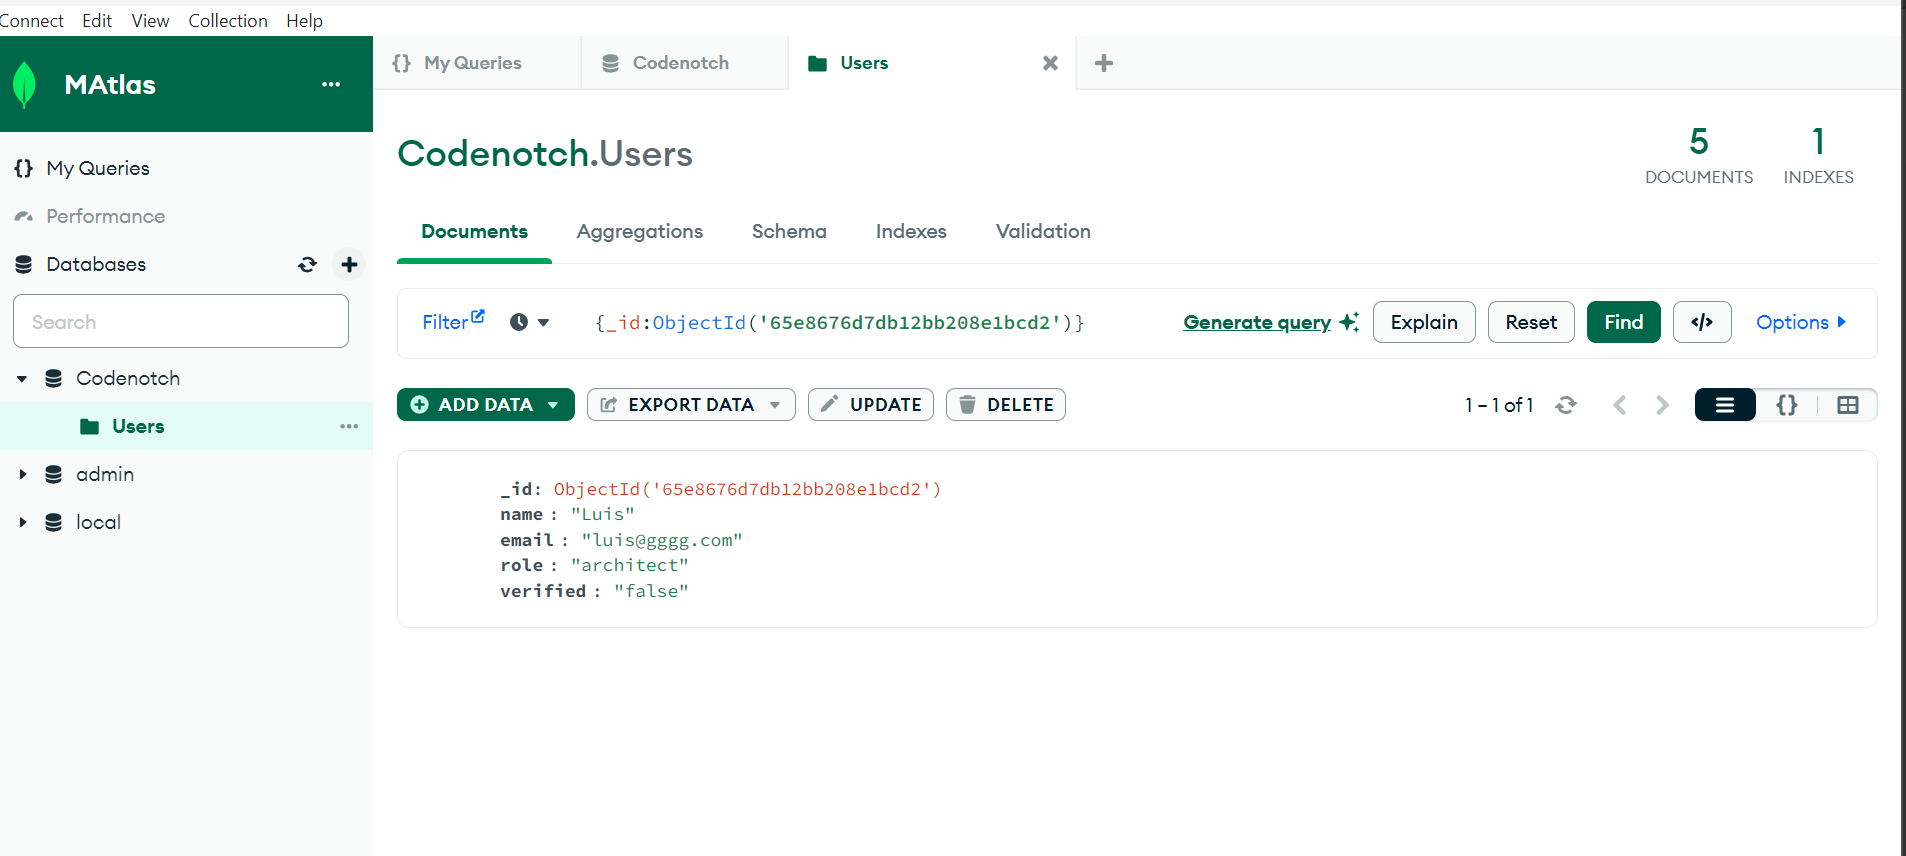 Connect Edit View Collection Help
MAtlas
My Queries
Performance
Databases
Search
Codenotch
Users
admin
local
My Queries Codenotch Users
Codenotch.Users
5 DOCUMENTS
1 INDEXES
Documents Aggregations Schema Indexes Validation
Filter {_id:ObjectId('65e8676d7db12bb208e1bcd2')} Generate query Explain Reset Find </> Options
ADD DATA EXPORT DATA UPDATE DELETE 1 – 1 of 1 {}
_id: ObjectId('65e8676d7db12bb208e1bcd2')
name : "Luis"
email : "luis@gggg.com"
role : "architect"
verified : "false"